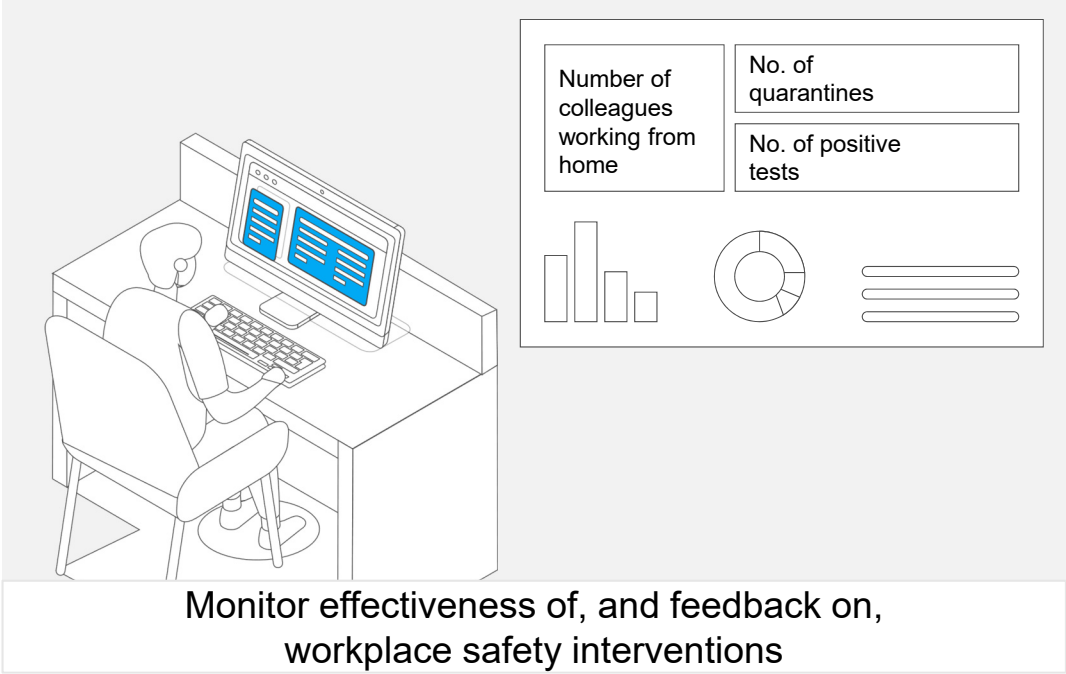 Number of
colleagues
working from
home
No. of
quarantines
No. of positive
tests
Monitor effectiveness of, and feedback on,
workplace safety interventions